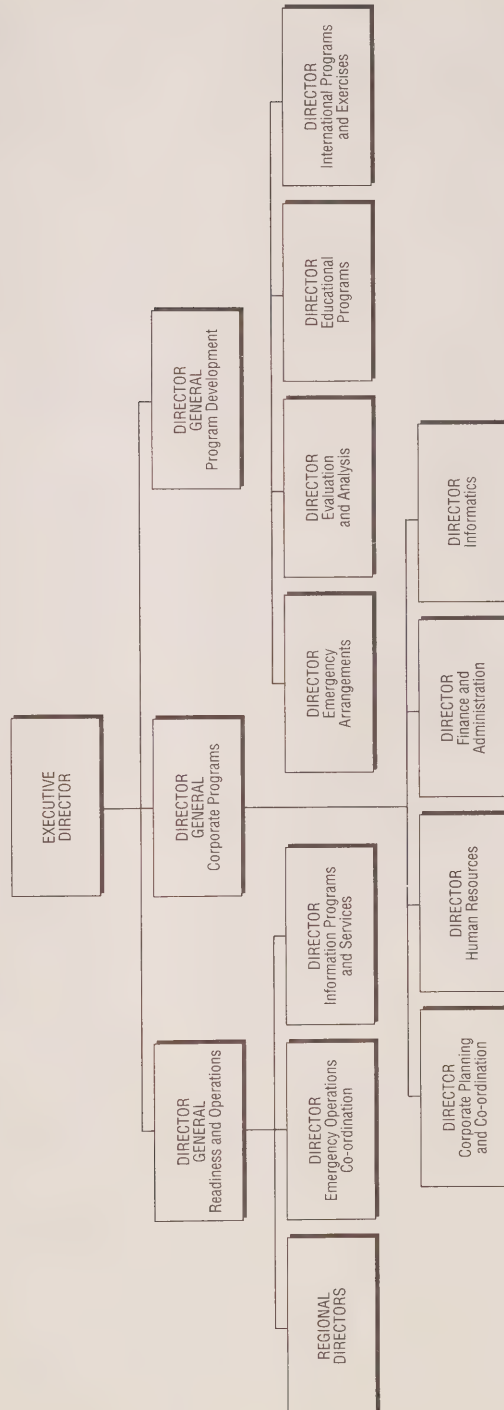 EXECUTIVE
DIRECTOR
DIRECTOR
GENERAL
Readiness and Operations
DIRECTOR
GENERAL
Corporate Programs
DIRECTOR
GENERAL
Program Development
REGIONAL
DIRECTORS
DIRECTOR
Emergency Operations
Co-ordination
DIRECTOR
Information Programs
and Services
DIRECTOR
Emergency
Arrangements
DIRECTOR
Evaluation
and Analysis
DIRECTOR
Educational
Programs
DIRECTOR
International Programs
and Exercises
DIRECTOR
Corporate Planning
and Co-ordination
DIRECTOR
Human Resources
DIRECTOR
Finance and
Administration
DIRECTOR
Informatics